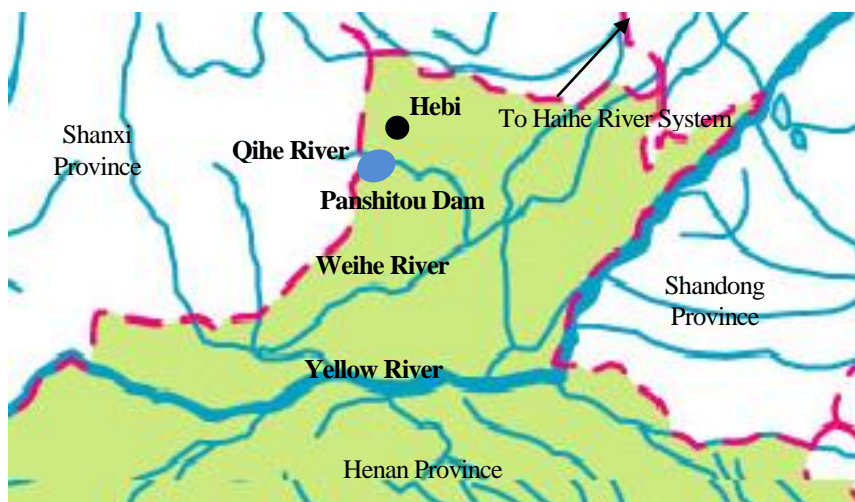 Hebi
To Haihe River System
Shanxi
Province
Qihe River
Panshitou Dam
Weihe River
Shandong
Province
Yellow River
Henan Province